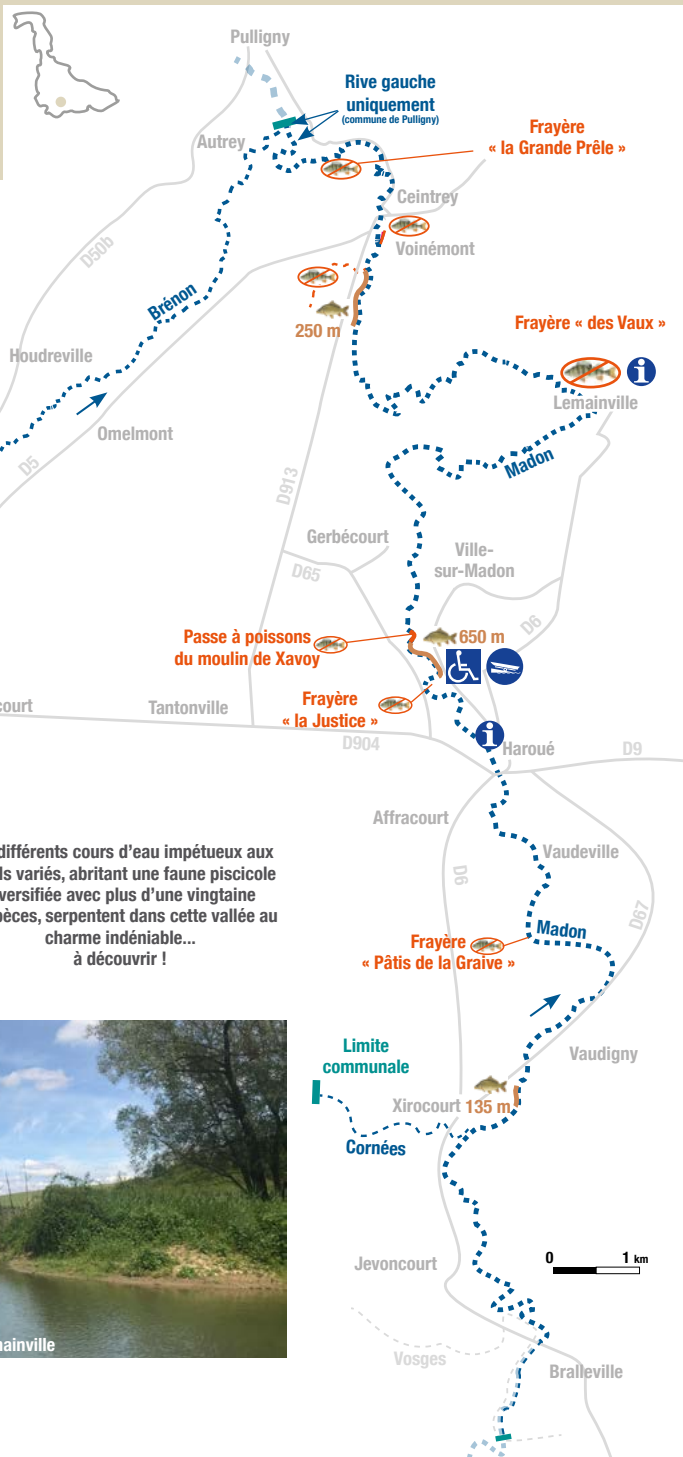 Pulligny
Rive gauche
uniquement
(commune de Pulligny)
Autrey
Frayère
« la Grande Prêle »
Ceintrey
Voinémont
D50b
Brénon
250 m
Frayère « des Vaux »
i
Lemainville
Houdreville
Omelmont
D5
D913
Madon
Gerbécourt
D65
Ville-
sur-Madon
D6
Passe à poissons
du moulin de Xavoy
650 m
Frayère
« la Justice »
court
Tantonville
D904
i
Haroué
D9
Affracourt
D6
Vaudeville
D67
différents cours d'eau impétueux aux
ls variés, abritant une faune piscicole
versifiée avec plus d'une vingtaine
pèces, serpentent dans cette vallée au
charme indéniable...
à découvrir !
Madon
Frayère
« Pâtis de la Graive »
Vaudigny
Limite
communale
Xirocourt
135 m
Cornées
0 1 km
Jevoncourt
Vosges
Bralleville
mainville